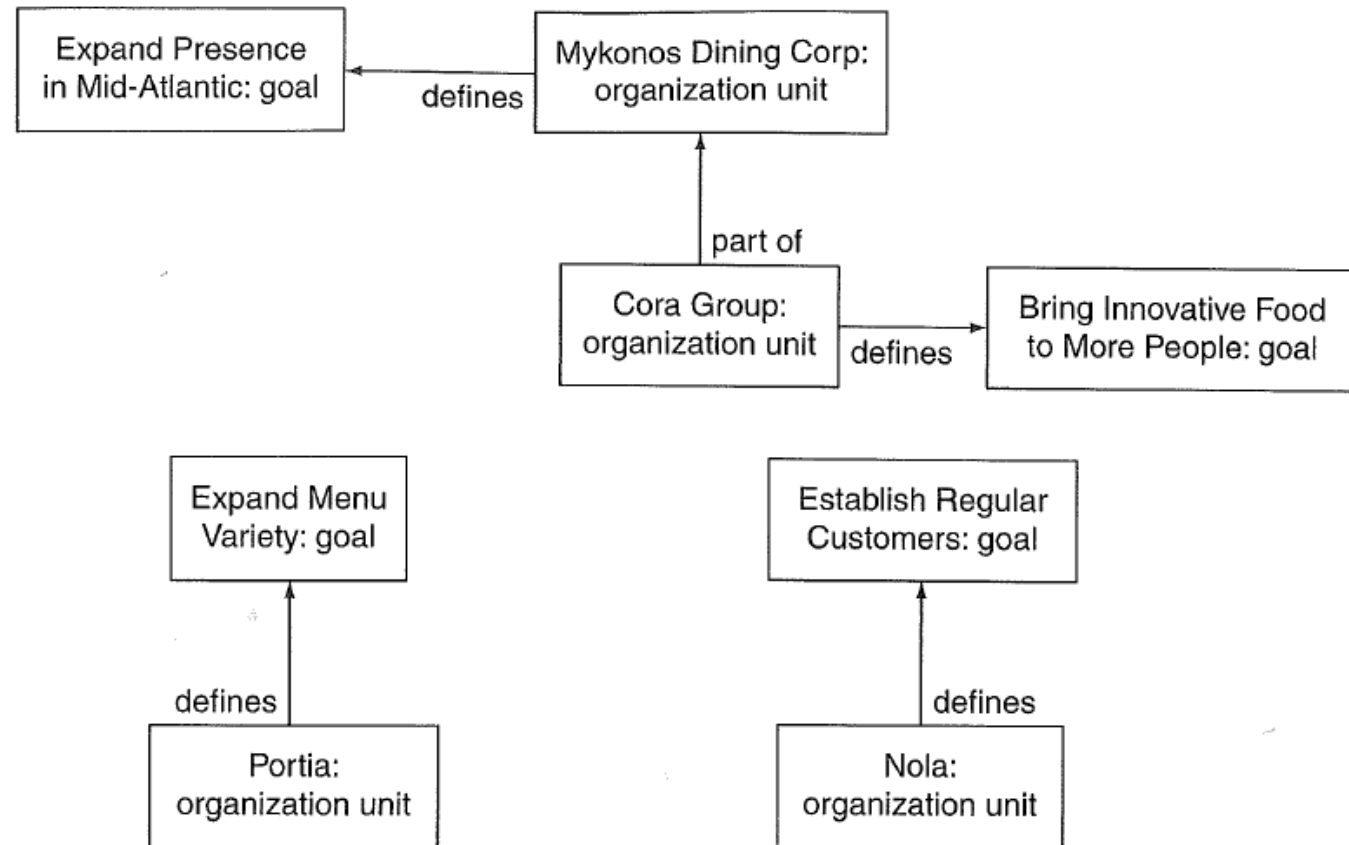 Expand Presence
in Mid-Atlantic: goal
defines
Mykonos Dining Corp:
organization unit
part of
Cora Group:
organization unit
defines
Bring Innovative Food
to More People: goal
Expand Menu
Variety: goal
defines
Portia:
organization unit
Establish Regular
Customers: goal
defines
Nola:
organization unit